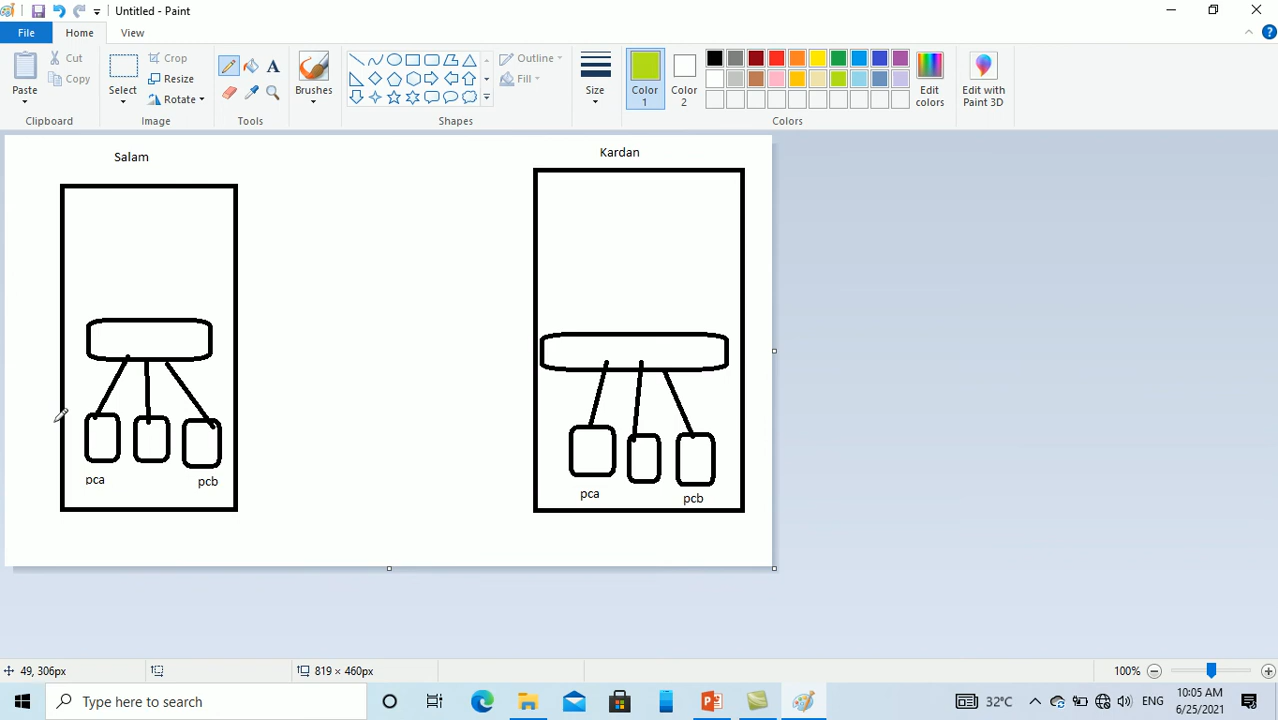 Untitled - Paint
File
Home
View
Paste
Cut
Copy
Clipboard
Select
Crop
Resize
Rotate
Image
A
Tools
Brushes
Outline
Fill
Shapes
Size
Color 1
Color 2
Edit colors
Colors
Edit with Paint 3D
Salam
Kardan
pca
pcb
pca
pcb
49, 306px
819 × 460px
100%
Type here to search
32°C
ENG
10:05 AM
6/25/2021